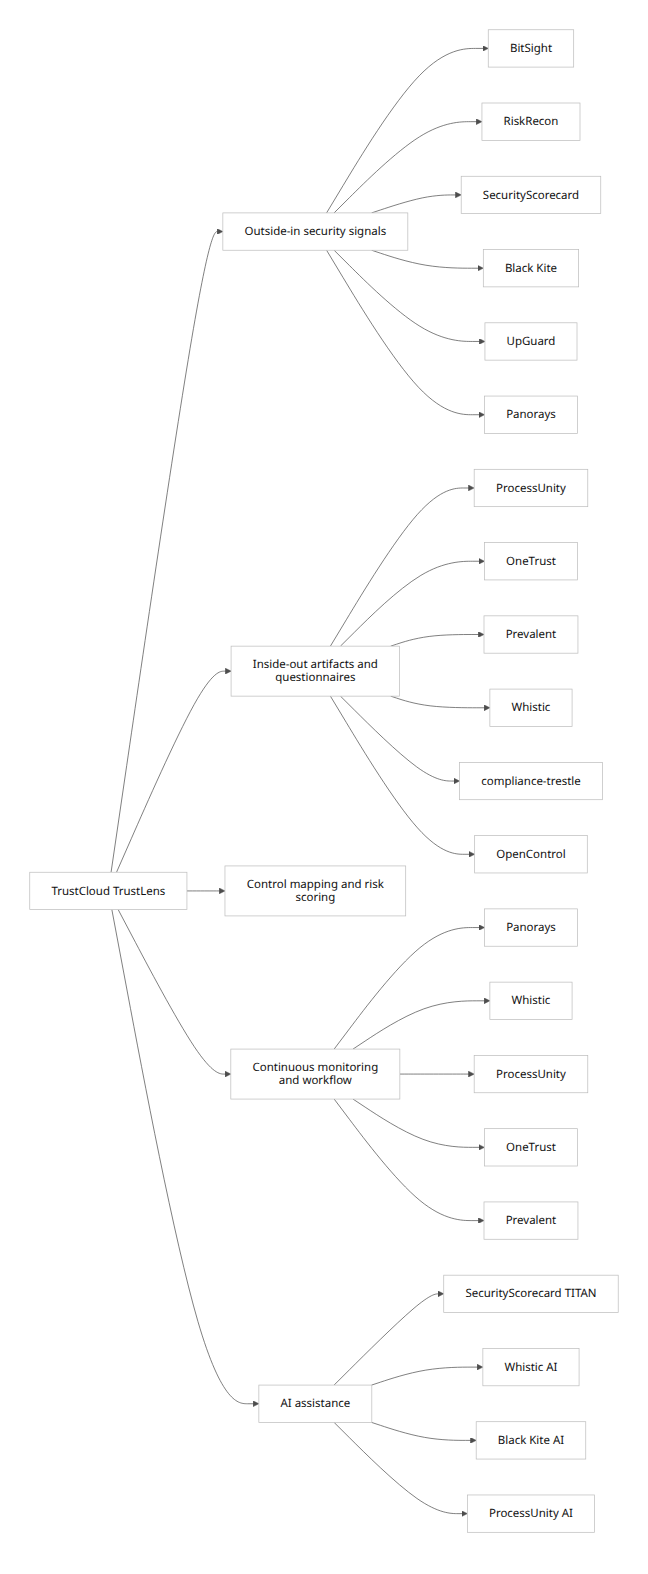 BitSight
RiskRecon
SecurityScorecard
Outside-in security signals
Black Kite
UpGuard
Panorays
ProcessUnity
OneTrust
Prevalent
Inside-out artifacts and
questionnaires
Whistic
compliance-trestle
OpenControl
TrustCloud TrustLens
Control mapping and risk
scoring
Panorays
Whistic
Continuous monitoring
and workflow
ProcessUnity
OneTrust
Prevalent
SecurityScorecard TITAN
Whistic AI
AI assistance
Black Kite AI
ProcessUnity AI